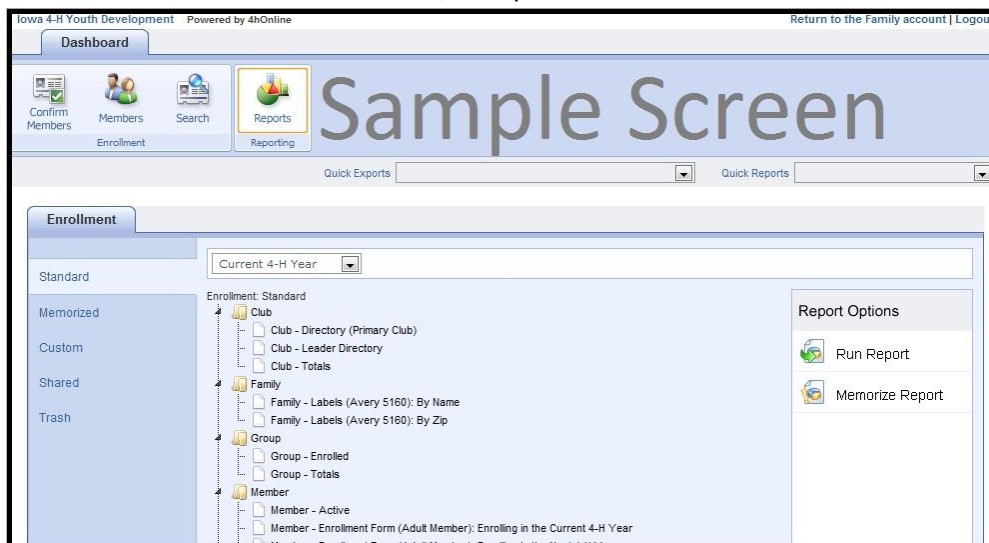 Iowa 4-H Youth Development Powered by 4hOnline Return to the Family account | Logou
Dashboard
Confirm Members
Members
Search
Reports
Enrollment
Reporting
Sample Screen
Quick Exports
Quick Reports
Enrollment
Standard
Memorized
Custom
Shared
Trash
Current 4-H Year
Enrollment: Standard
Club
Club - Directory (Primary Club)
Club - Leader Directory
Club - Totals
Family
Family - Labels (Avery 5160): By Name
Family - Labels (Avery 5160): By Zip
Group
Group - Enrolled
Group - Totals
Member
Member - Active
Member - Enrollment Form (Adult Member): Enrolling in the Current 4-H Year
Report Options
Run Report
Memorize Report